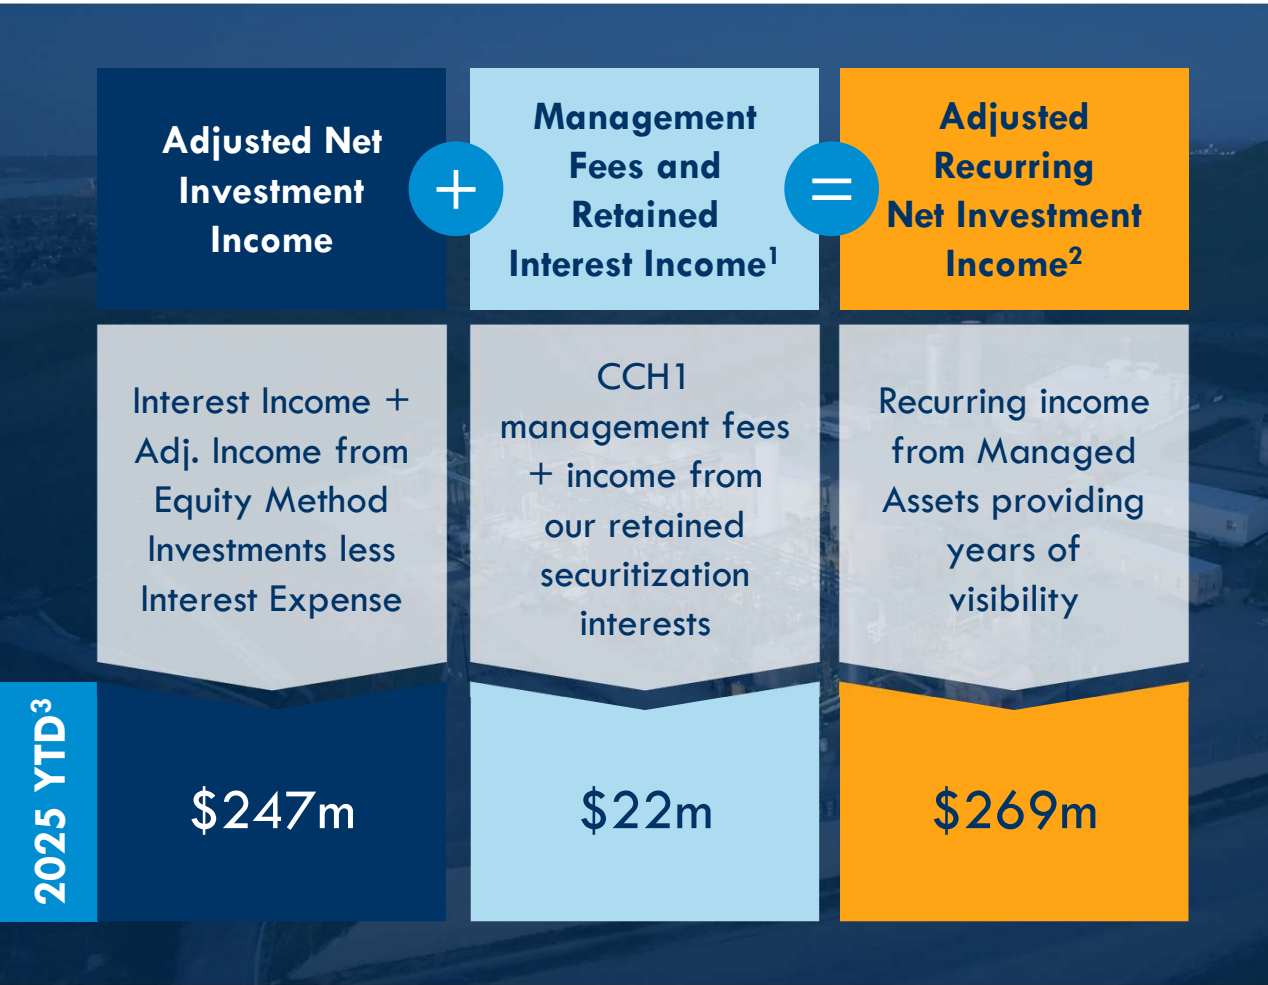 Adjusted Net
Investment
Income
+
Management
Fees and
Retained
Interest Income¹
=
Adjusted
Recurring
Net Investment
Income²
Interest Income +
Adj. Income from
Equity Method
Investments less
Interest Expense
CCH1
management fees
+ income from
our retained
securitization
interests
Recurring income
from Managed
Assets providing
years of
visibility
2025 YTD³
$247m
$22m
$269m